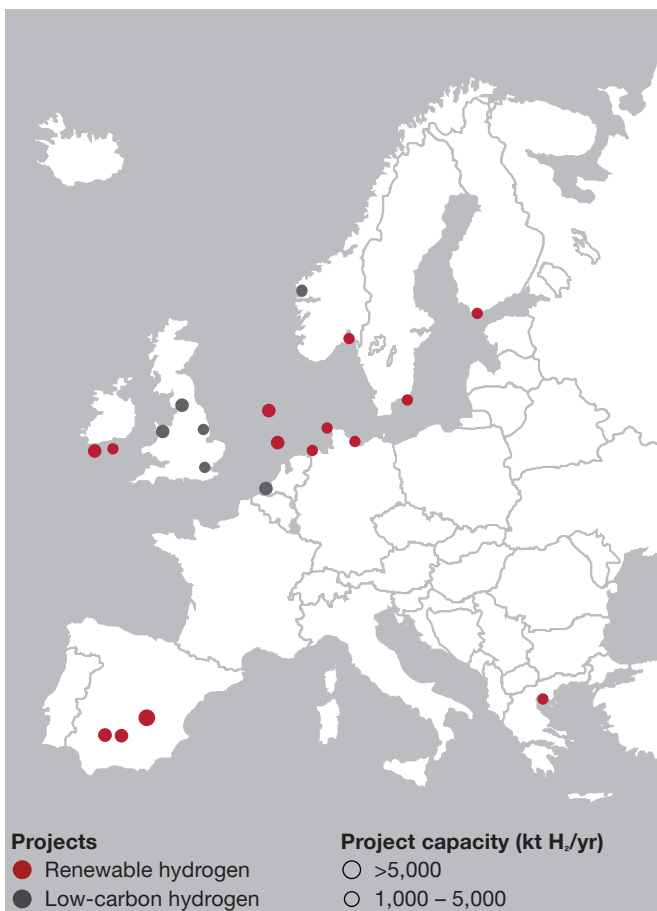 Projects
Renewable hydrogen
Low-carbon hydrogen
Project capacity (kt H₂/yr)
>5,000
1,000 – 5,000